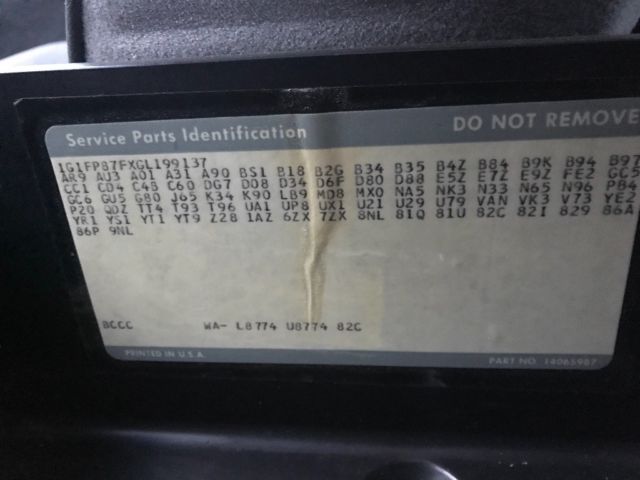 Service Parts Identification DO NOT REMOVE
1G1FP87FXGL199137
AR9 AU3 A01 A31 A90 BS1 B18 B2G B34 B35 B4Z B84 B9K B94 B97
CC1 CD4 C4B C60 DG7 DD8 D34 D6F D80 D88 E5Z E7Z E9Z FE2 GC5
GC6 GU5 G80 J65 K34 K90 LB9 MD8 MX0 NA5 NK3 N33 N65 N96 PB4
P20 QDZ TT4 T93 T96 UA1 UP8 UX1 U21 U29 U79 VAN VK3 V73 YE2
YR1 YS1 YT1 YT9 Z28 1AZ 6ZX 7ZX 8NL 81Q 81U 82C 82I 829 86A
86P 9NL
BCCC WA- L8774 U8774 82C
PRINTED IN U.S.A. PART NO. 14065987